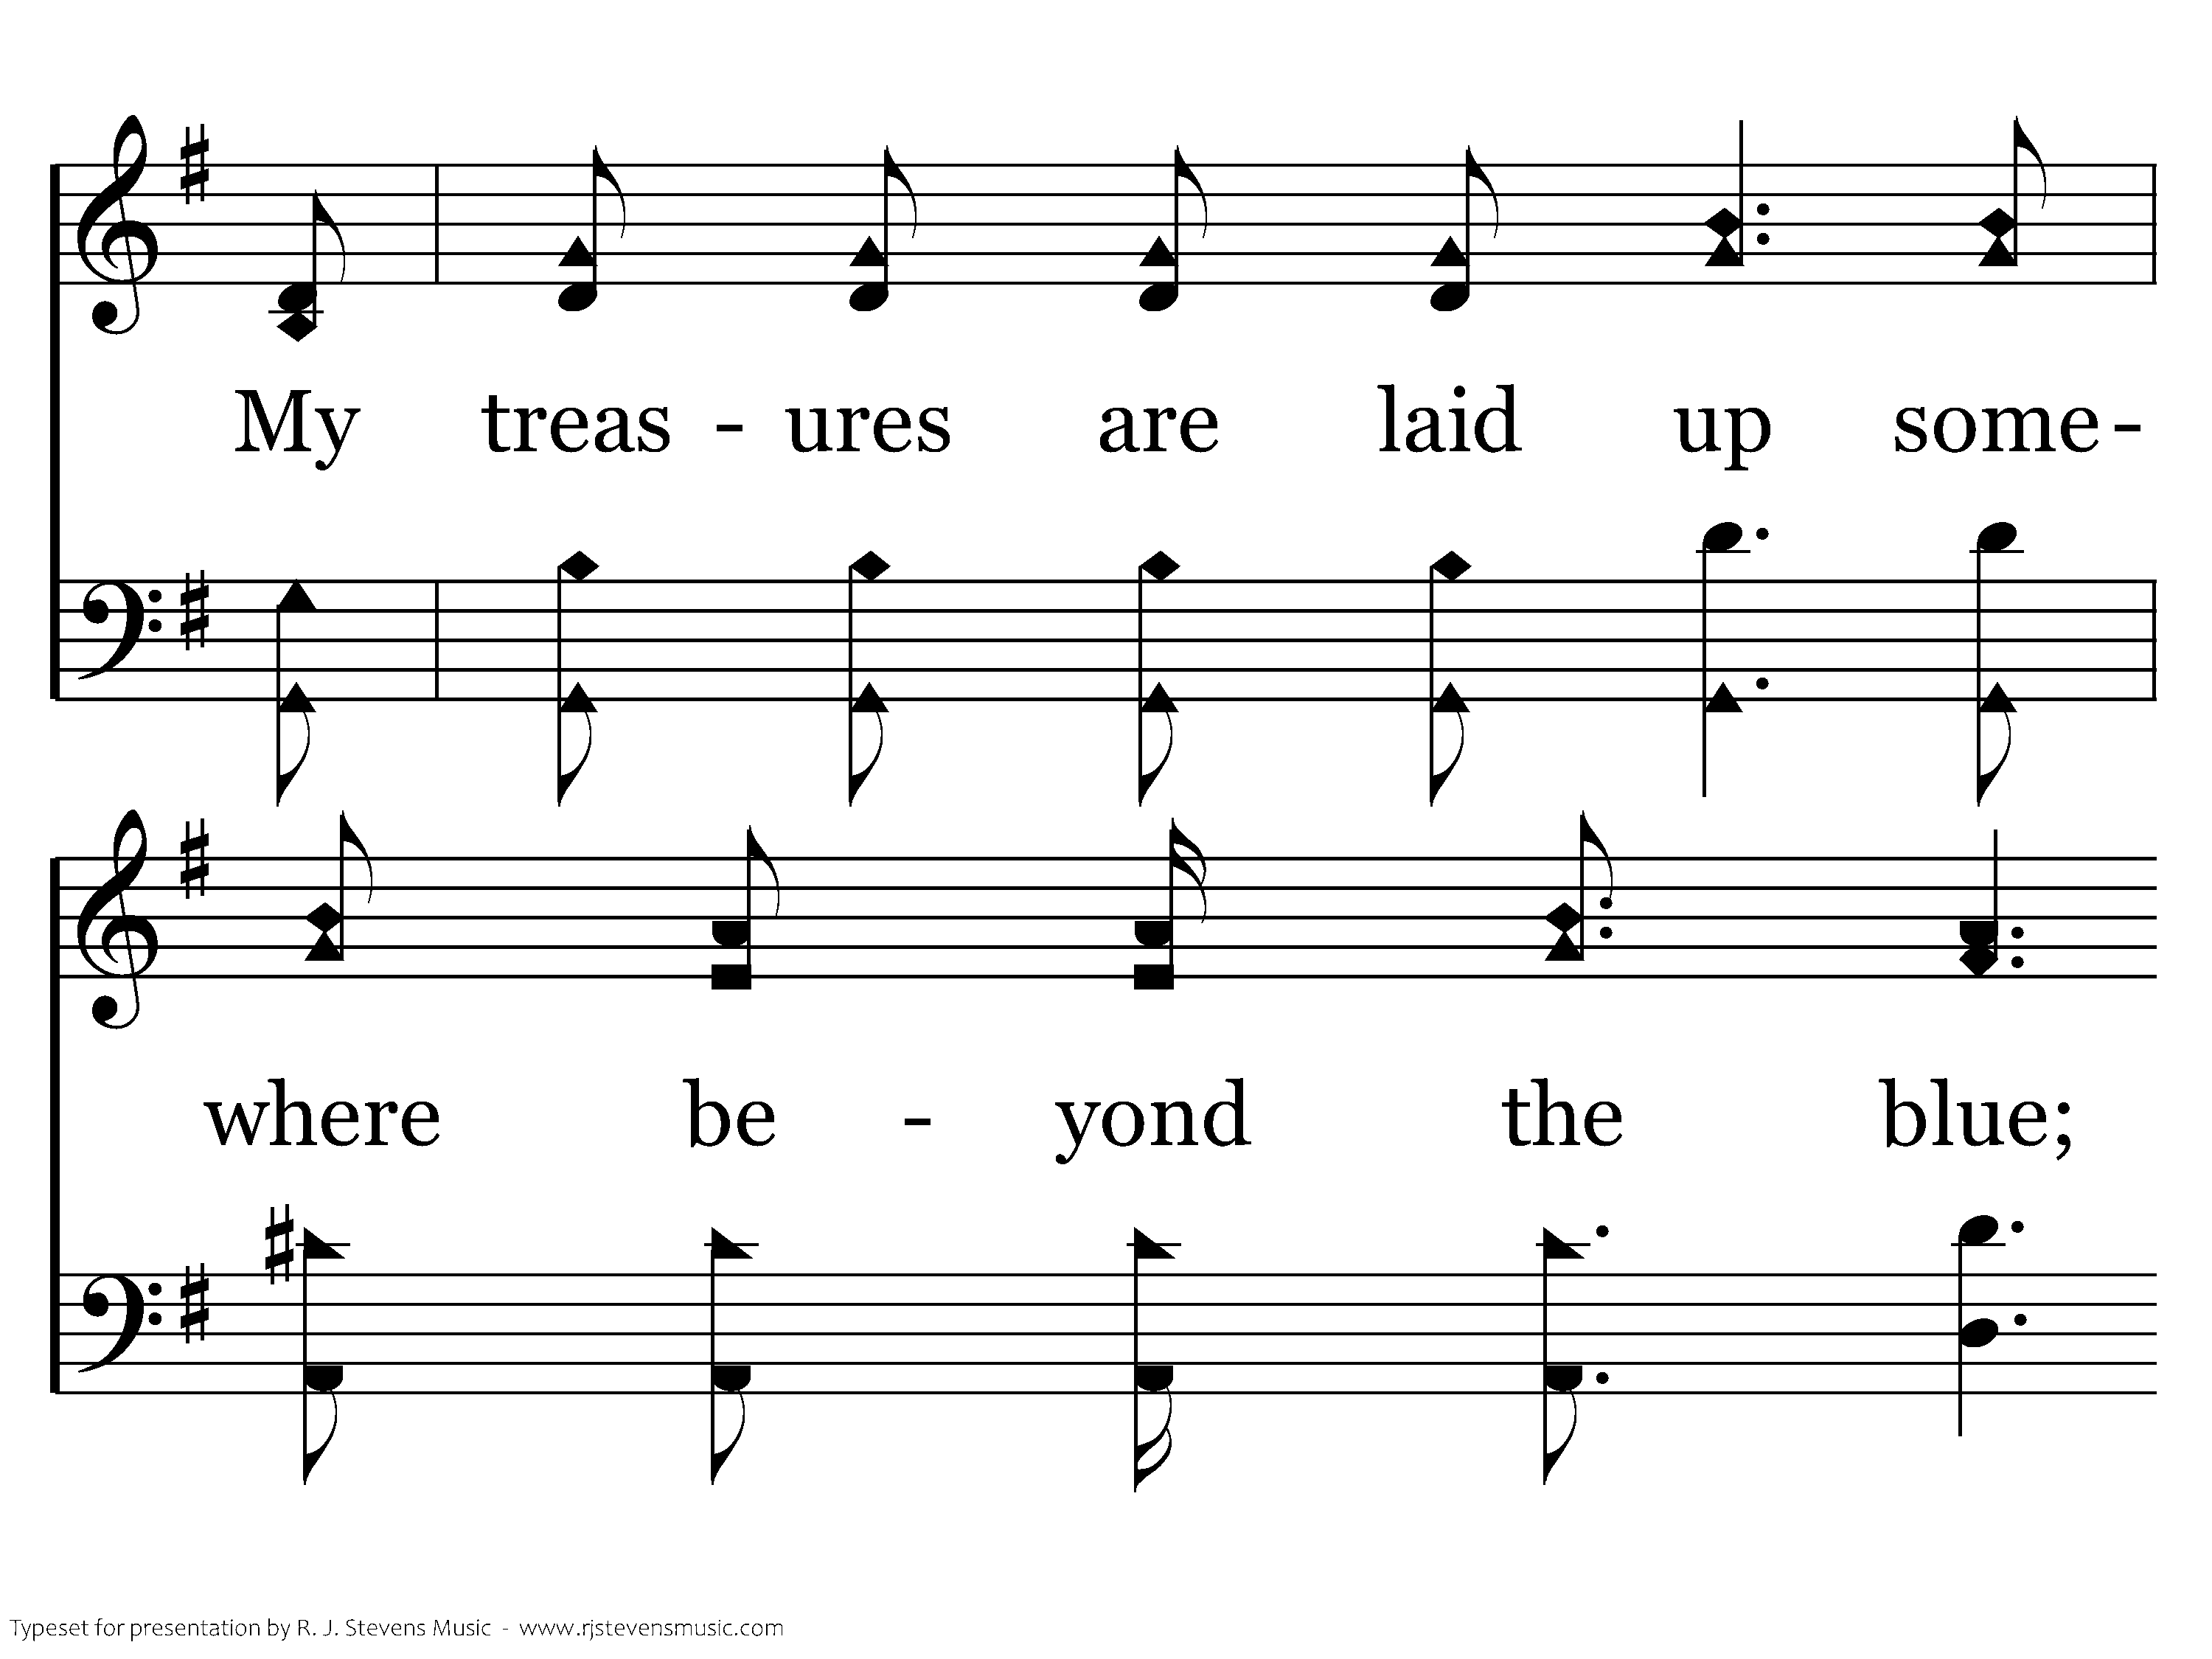 My treas - ures are laid up some -
where be - yond the blue;
Typeset for presentation by R. J. Stevens Music - www.rjstevensmusic.com